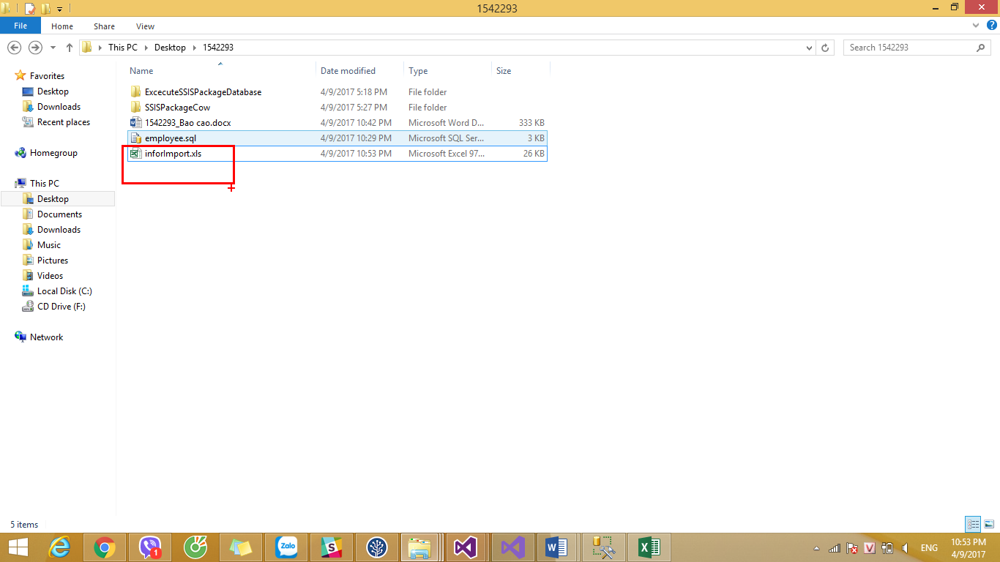 1542293
File Home Share View
This PC Desktop 1542293 Search 1542293
Name Date modified Type Size
Favorites
Desktop
Downloads
Recent places
Homegroup
This PC
Desktop
Documents
Downloads
Music
Pictures
Videos
Local Disk (C:)
CD Drive (F:)
Network
ExcecuteSSISPackageDatabase 4/9/2017 5:18 PM File folder
SSISPackageCow 4/9/2017 5:27 PM File folder
1542293_Bao cao.docx 4/9/2017 10:42 PM Microsoft Word D... 333 KB
employee.sql 4/9/2017 10:29 PM Microsoft SQL Ser... 3 KB
inforImport.xls 4/9/2017 10:53 PM Microsoft Excel 97... 26 KB
5 items
1
Zalo
ENG
10:53 PM
4/9/2017